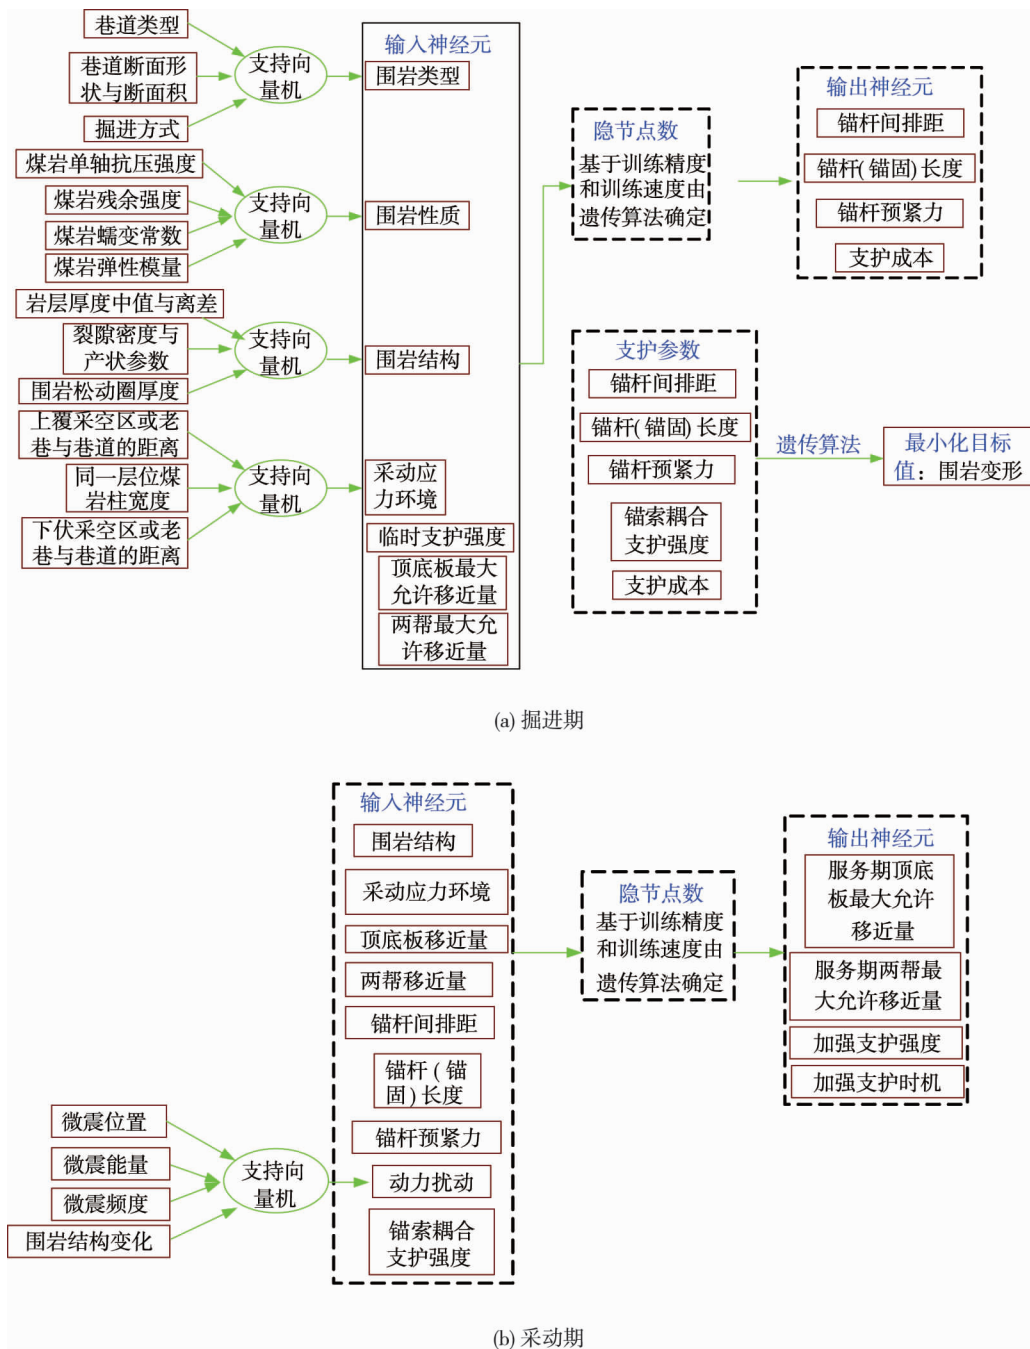 巷道类型
巷道断面形
状与断面积
掘进方式
支持向
量机
煤岩单轴抗压强度
煤岩残余强度
煤岩蠕变常数
煤岩弹性模量
支持向
量机
岩层厚度中值与离差
裂隙密度与
产状参数
围岩松动圈厚度
支持向
量机
上覆采空区或老
巷与巷道的距离
同一层位煤
岩柱宽度
下伏采空区或老
巷与巷道的距离
支持向
量机
输入神经元
围岩类型
围岩性质
围岩结构
采动应
力环境
临时支护强度
顶底板最大
允许移近量
两帮最大允
许移近量
隐节点数
基于训练精度
和训练速度由
遗传算法确定
输出神经元
锚杆间排距
锚杆(锚固)长度
锚杆预紧力
支护成本
支护参数
锚杆间排距
锚杆(锚固)长度
锚杆预紧力
锚索耦合
支护强度
支护成本
遗传算法
最小化目标
值：围岩变形
(a) 掘进期
微震位置
微震能量
微震频度
围岩结构变化
支持向
量机
输入神经元
围岩结构
采动应力环境
顶底板移近量
两帮移近量
锚杆间排距
锚杆(锚
固)长度
锚杆预紧力
动力扰动
锚索耦合
支护强度
隐节点数
基于训练精度
和训练速度由
遗传算法确定
输出神经元
服务期顶底
板最大允许
移近量
服务期两帮最
大允许移近量
加强支护强度
加强支护时机
(b) 采动期